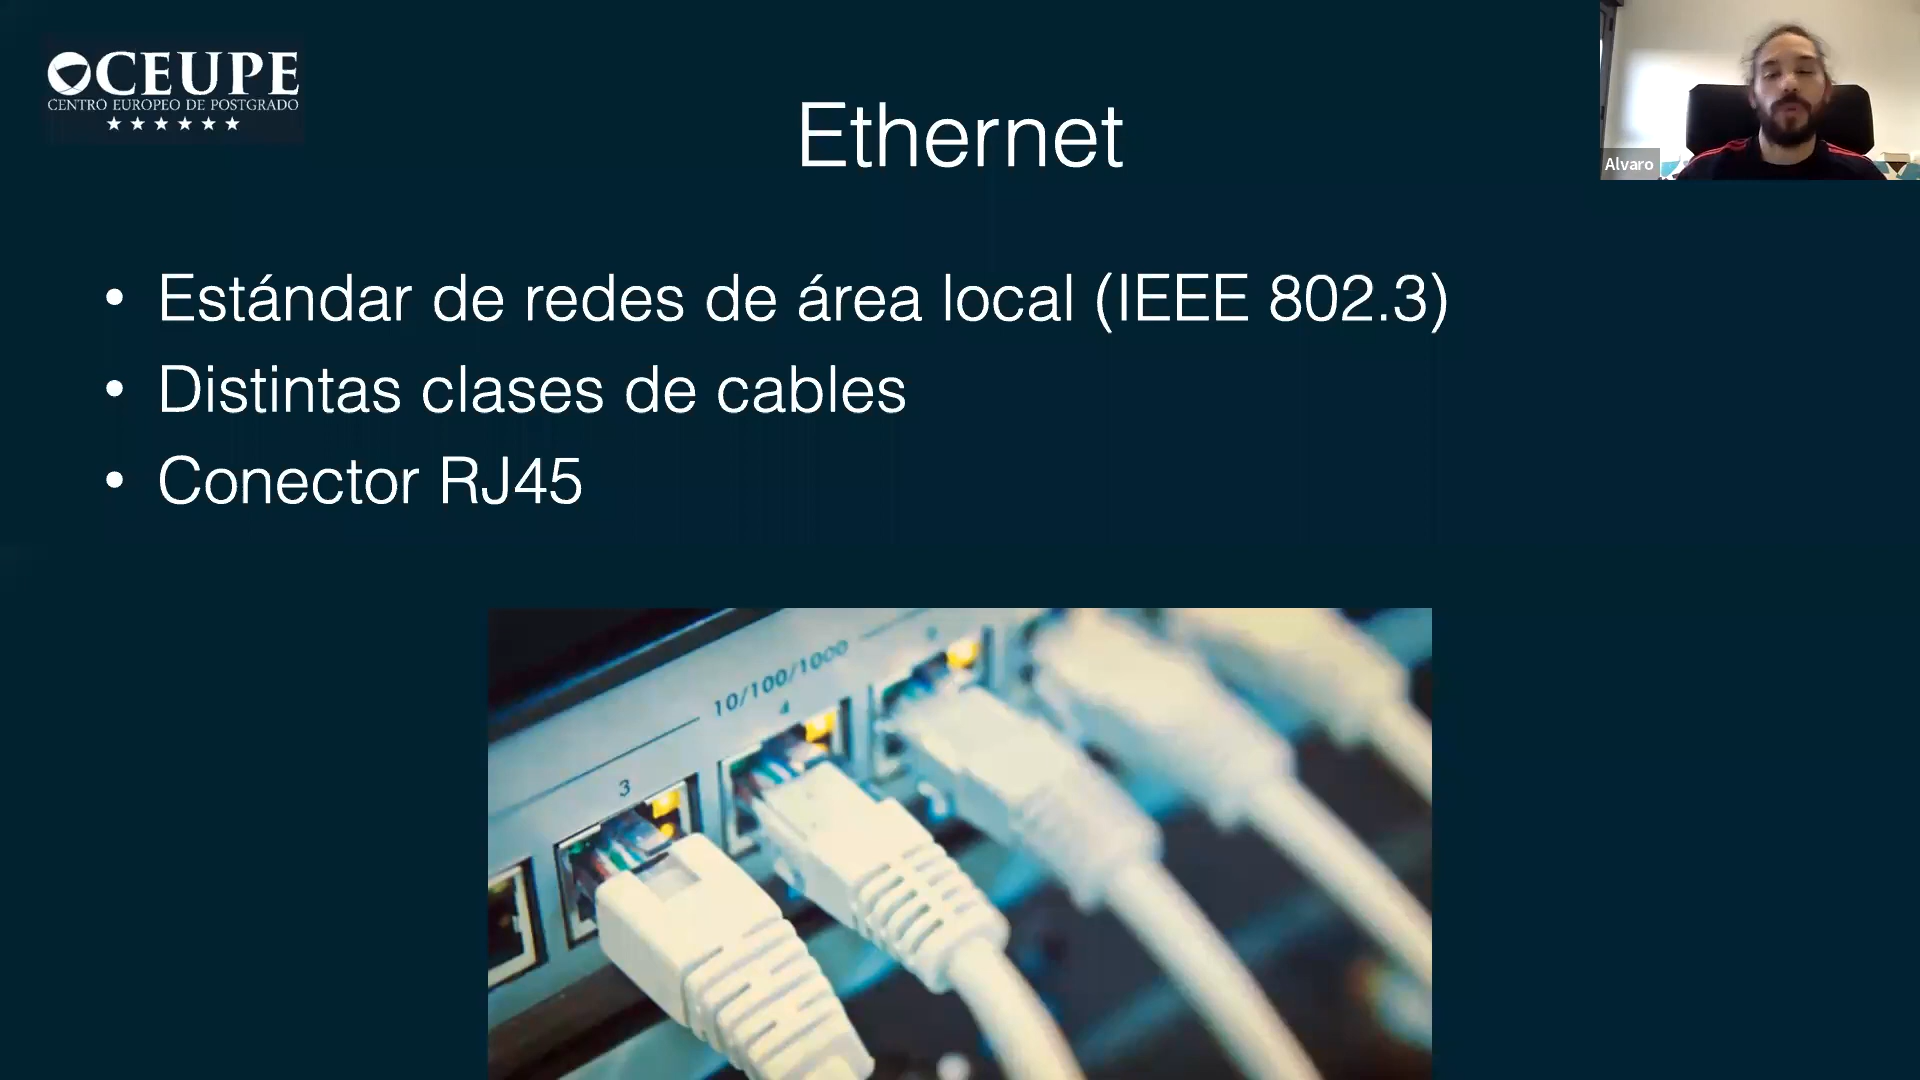 CEUPE
CENTRO EUROPEO DE POSTGRADO
Ethernet
Alvaro
• Estándar de redes de área local (IEEE 802.3)
• Distintas clases de cables
• Conector RJ45
10/100/1000
3
4